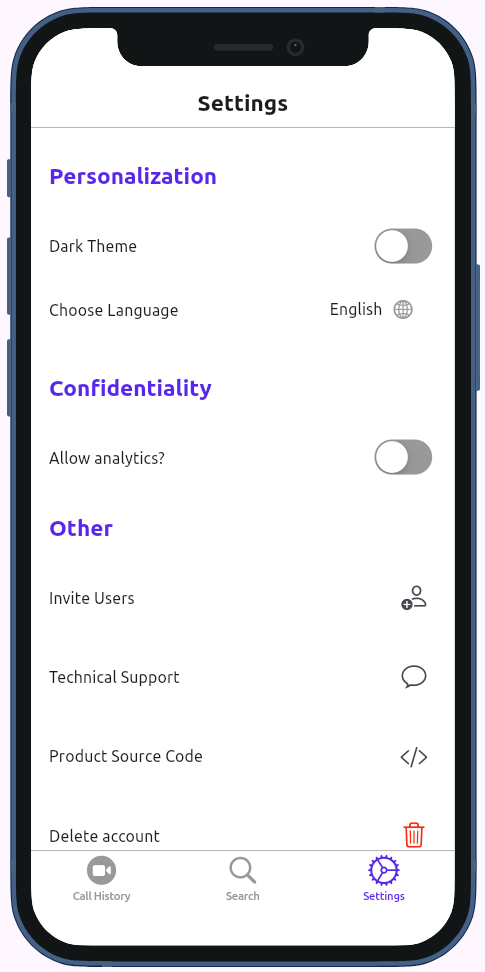 Settings
Personalization
Dark Theme
Choose Language English
Confidentiality
Allow analytics?
Other
Invite Users
Technical Support
Product Source Code
Delete account
Call History Search Settings